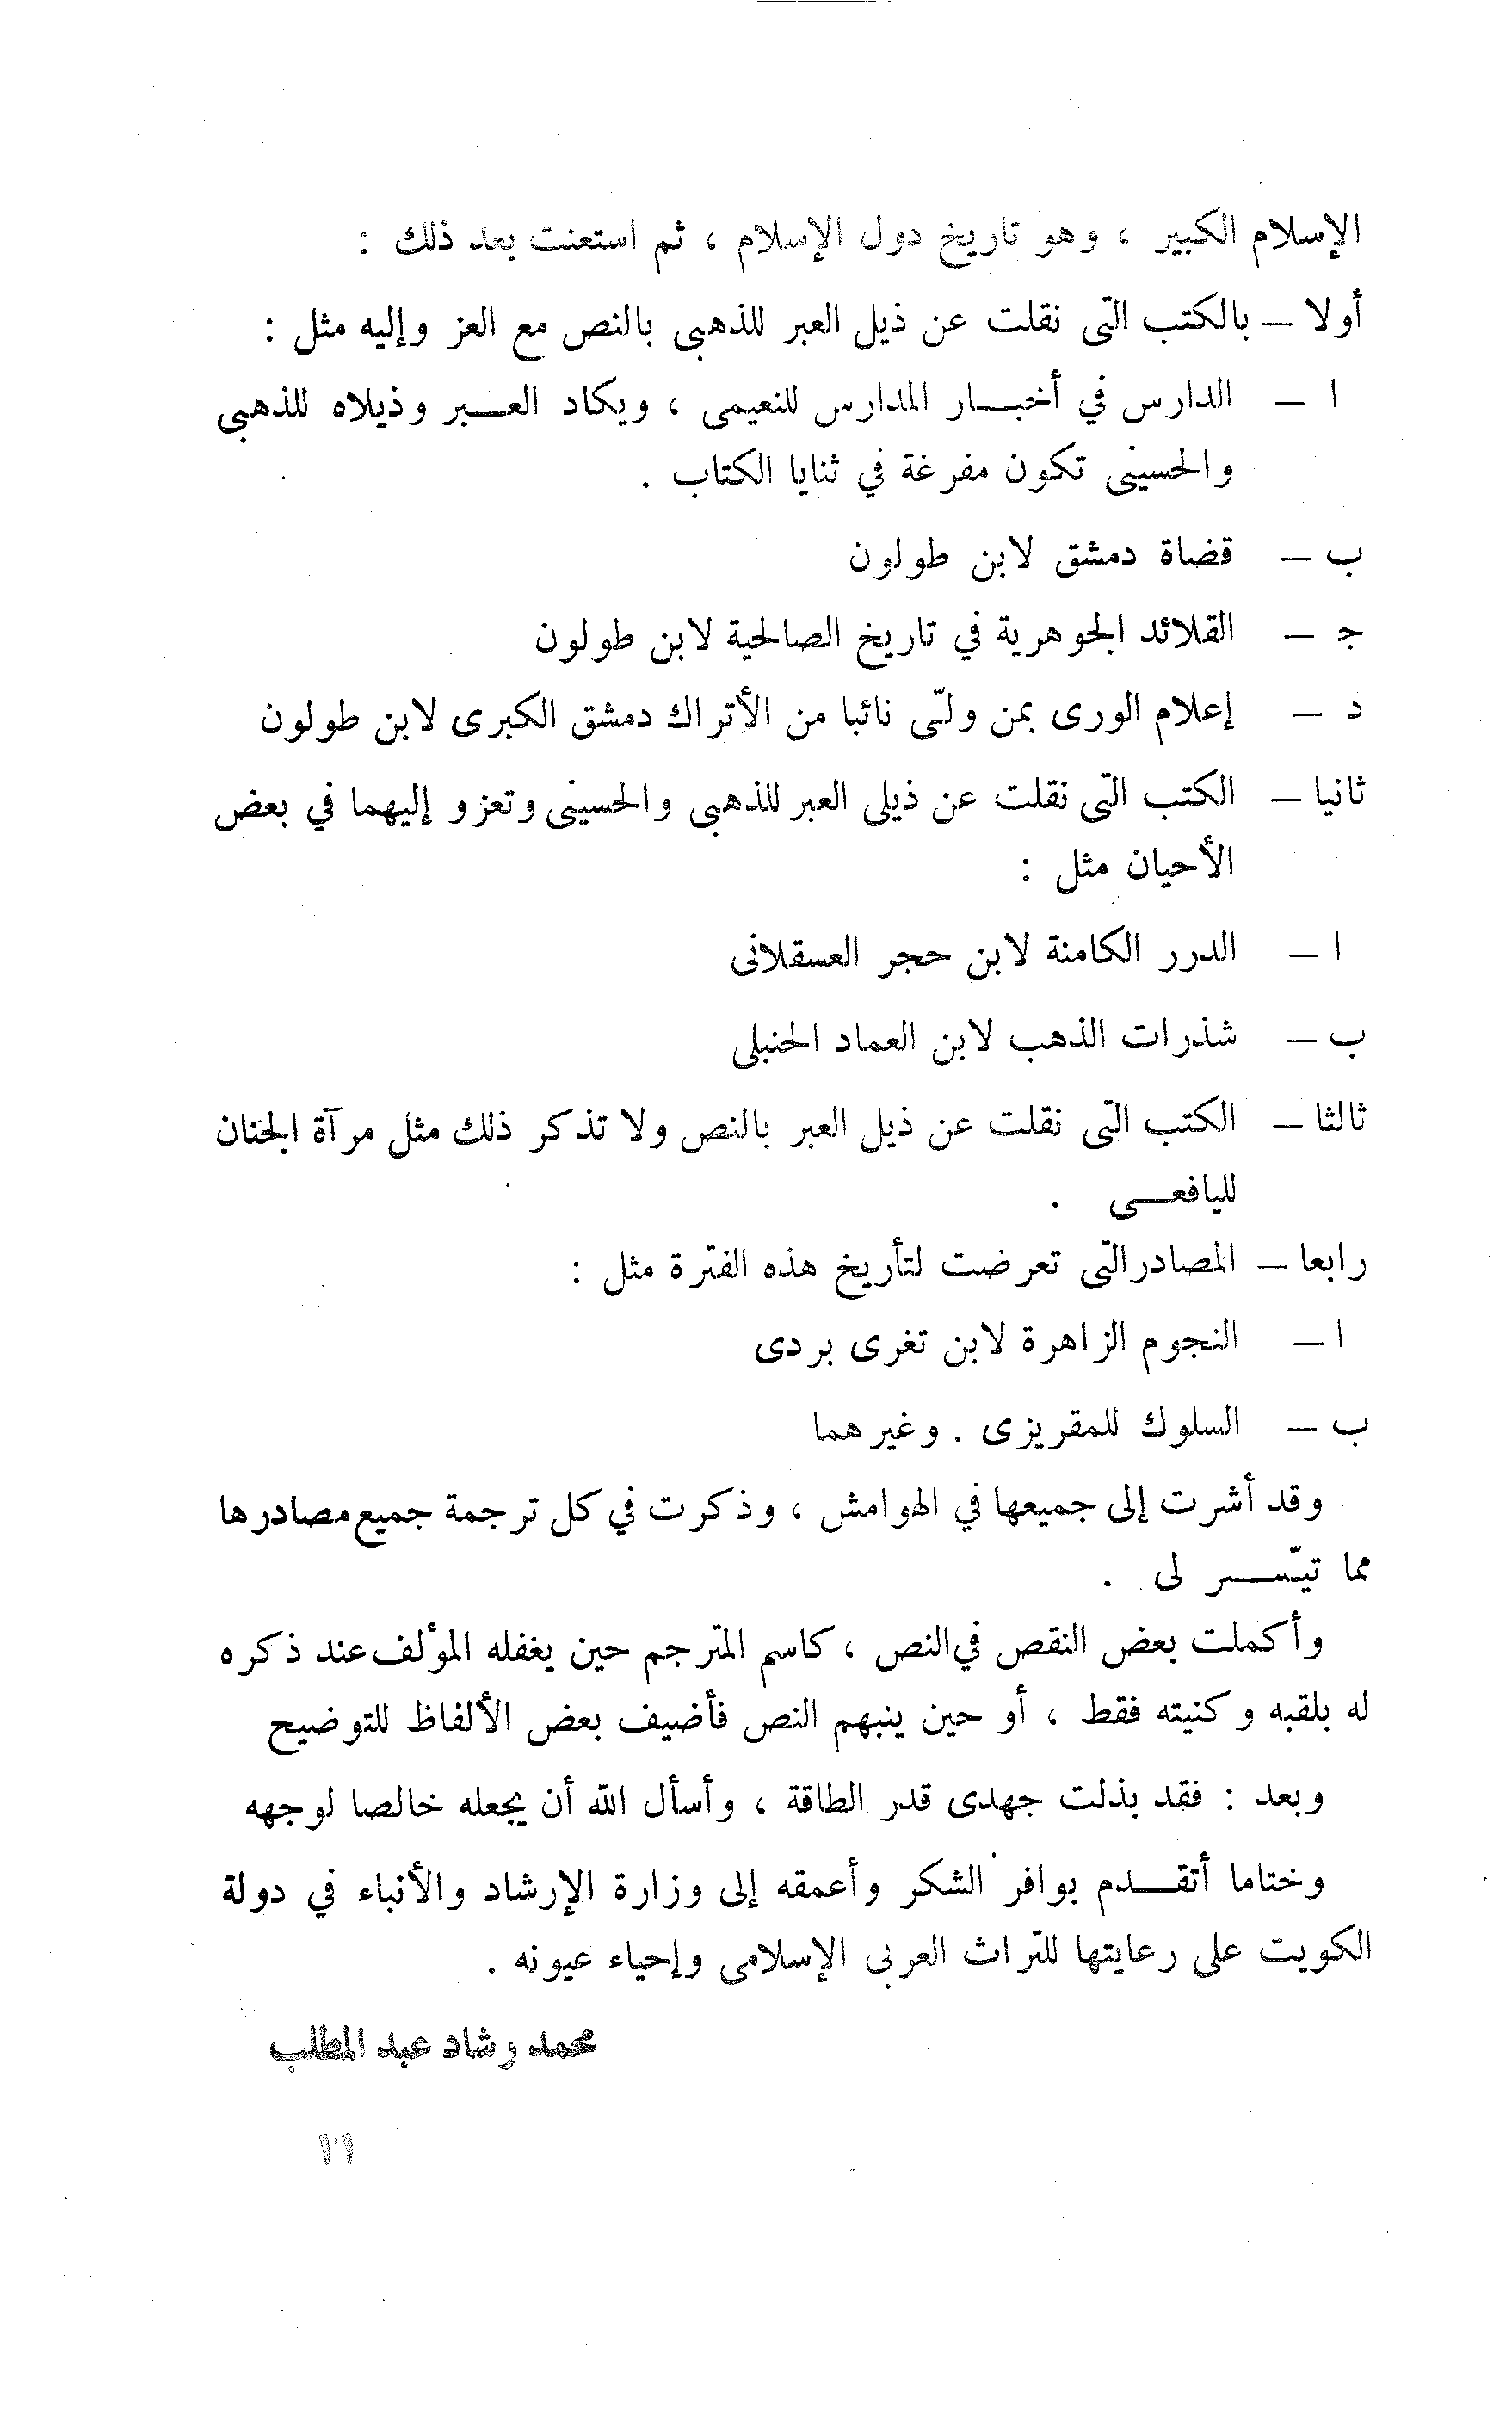 الإسلام الكبير ، وهو تاريخ دول الإسلام ، ثم استعنت بعد ذلك :
أولا – بالكتب التى نقلت عن ذيل العبر للذهبى بالنص مع العز وإليه مثل :
ا – الدارس في أخبـــار المدارس للنعيمى ، ويكاد العـــبر وذيلاه للذهبى
والحسينى تكون مفرغة في ثنايا الكتاب .
ب – قضاة دمشق لابن طولون
ج – القلائد الجوهرية في تاريخ الصالحية لابن طولون
د – إعلام الورى بمن ولّى نائبا من الأتراك دمشق الكبرى لابن طولون
ثانيا – الكتب التى نقلت عن ذيلى العبر للذهبى والحسينى وتعزو إليهما في بعض
الأحيان مثل :
ا – الدرر الكامنة لابن حجر العسقلانى
ب – شذرات الذهب لابن العماد الحنبلى
ثالثا – الكتب التى نقلت عن ذيل العبر بالنص ولا تذكر ذلك مثل مرآة الجنان
لليافعـــى .
رابعا – المصادر التى تعرضت لتأريخ هذه الفترة مثل :
ا – النجوم الزاهرة لابن تغرى بردى
ب – السلوك للمقريزى . وغيرهما
وقد أشرت إلى جميعها في الهوامش ، وذكرت في كل ترجمة جميع مصادرها
مما تيّســـر لى .
وأكملت بعض النقص في النص ، كاسم المترجم حين يغفله المؤلف عند ذكره
له بلقبه وكنيته فقط ، أو حين ينبهم النص فأضيف بعض الألفاظ للتوضيح
وبعد : فقد بذلت جهدى قدر الطاقة ، وأسأل الله أن يجعله خالصا لوجهه
وختاما أتقـــدم بوافر الشكر وأعمقه إلى وزارة الإرشاد والأنباء في دولة
الكويت على رعايتها للتراث العربى الإسلامى وإحياء عيونه .
محمد رشاد عبد المطلب